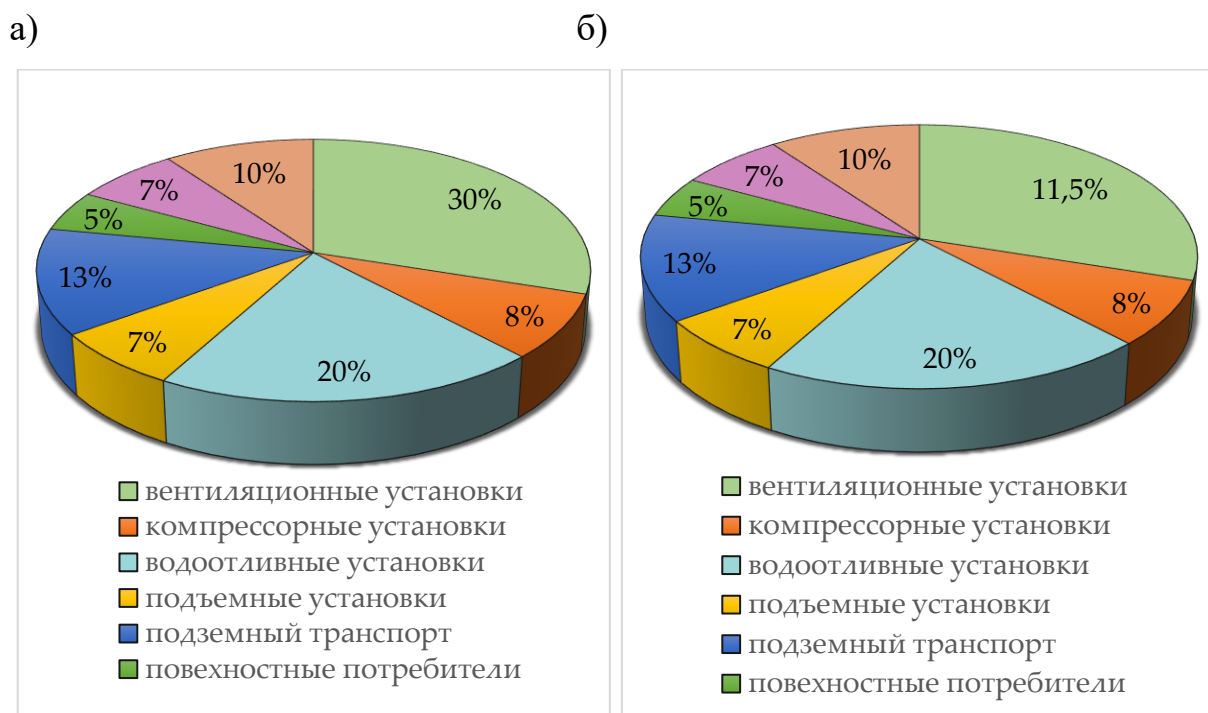 а)
б)
10%
30%
7%
5%
13%
8%
7%
20%
вентиляционные установки
компрессорные установки
водоотливные установки
подъемные установки
подземный транспорт
повехностные потребители
10%
11,5%
7%
5%
13%
8%
7%
20%
вентиляционные установки
компрессорные установки
водоотливные установки
подъемные установки
подземный транспорт
повехностные потребители